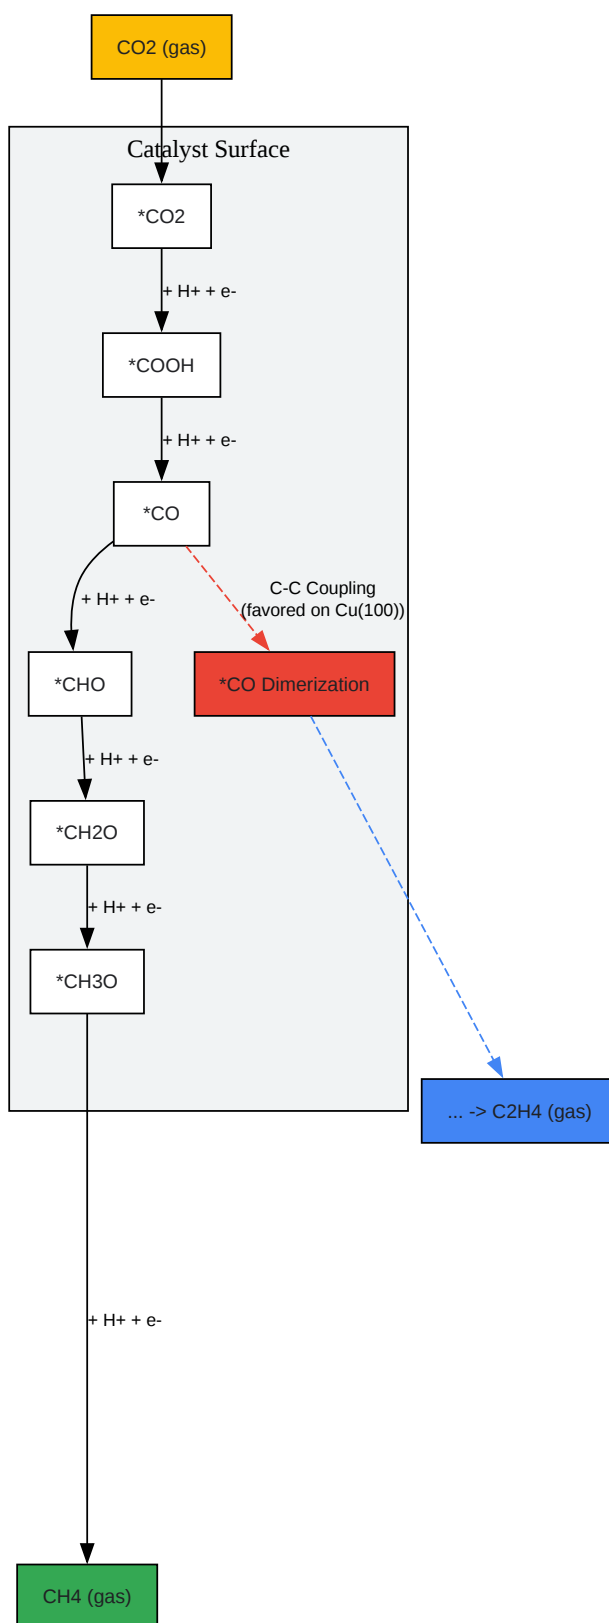 CO2 (gas)
Catalyst Surface
*CO2
+ H+ + e-
*COOH
+ H+ + e-
*CO
C-C Coupling
(favored on Cu(100))
+ H+ + e-
*CHO
*CO Dimerization
+ H+ + e-
*CH2O
+ H+ + e-
*CH3O
... -> C2H4 (gas)
+ H+ + e-
CH4 (gas)